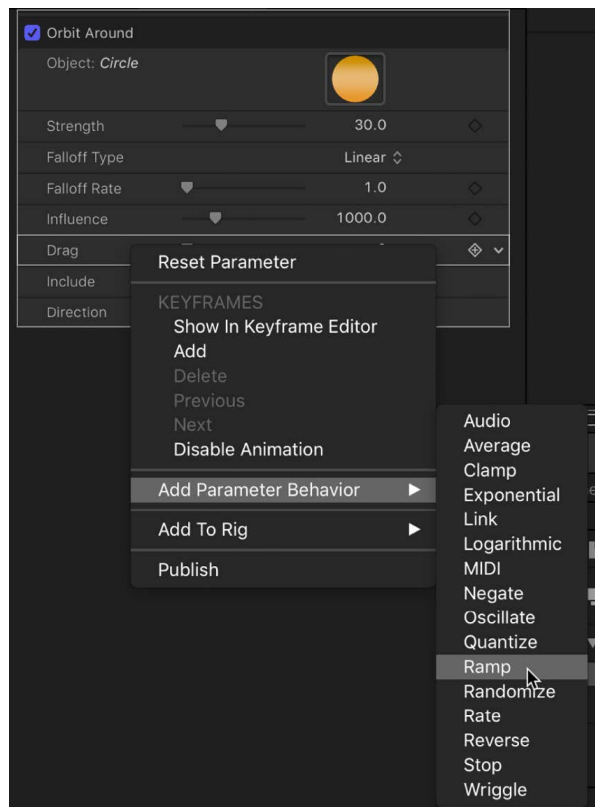 Orbit Around
Object: Circle
Strength 30.0
Falloff Type Linear
Falloff Rate 1.0
Influence 1000.0
Drag
Include
Direction
Reset Parameter
KEYFRAMES
Show In Keyframe Editor
Add
Delete
Previous
Next
Disable Animation
Add Parameter Behavior
Add To Rig
Publish
Audio
Average
Clamp
Exponential
Link
Logarithmic
MIDI
Negate
Oscillate
Quantize
Ramp
Randomize
Rate
Reverse
Stop
Wriggle